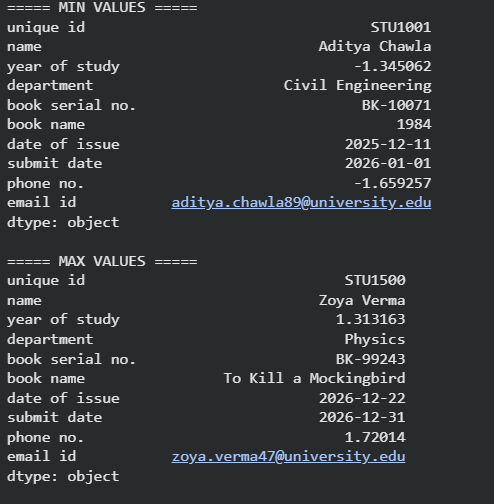 ===== MIN VALUES =====
unique id STU1001
name Aditya Chawla
year of study -1.345062
department Civil Engineering
book serial no. BK-10071
book name 1984
date of issue 2025-12-11
submit date 2026-01-01
phone no. -1.659257
email id aditya.chawla89@university.edu
dtype: object
===== MAX VALUES =====
unique id STU1500
name Zoya Verma
year of study 1.313163
department Physics
book serial no. BK-99243
book name To Kill a Mockingbird
date of issue 2026-12-22
submit date 2026-12-31
phone no. 1.72014
email id zoya.verma47@university.edu
dtype: object